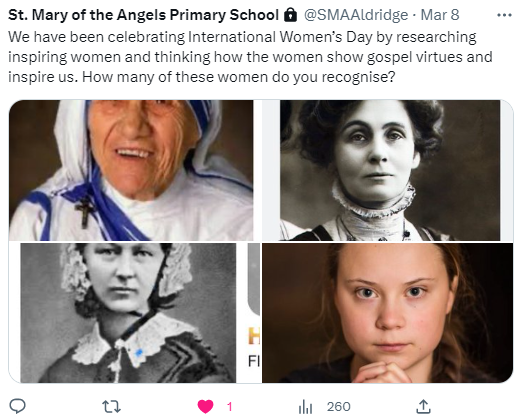 St. Mary of the Angels Primary School @SMAAldridge · Mar 8
We have been celebrating International Women's Day by researching
inspiring women and thinking how the women show gospel virtues and
inspire us. How many of these women do you recognise?
H
Fl
1
260